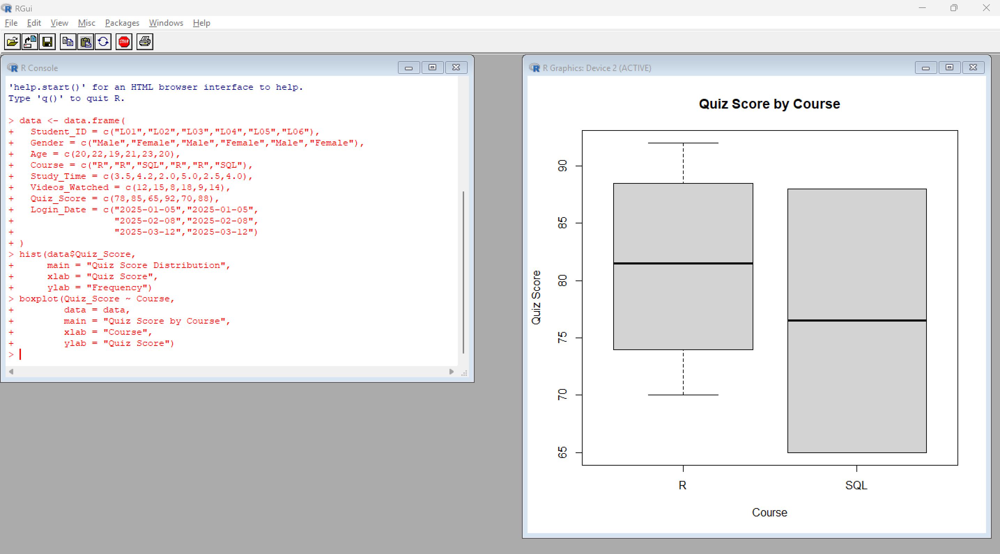 RGui
File Edit View Misc Packages Windows Help
STOP
R Console
'help.start()' for an HTML browser interface to help.
Type 'q()' to quit R.
> data <- data.frame(
+   Student_ID = c("L01","L02","L03","L04","L05","L06"),
+   Gender = c("Male","Female","Male","Female","Male","Female"),
+   Age = c(20,22,19,21,23,20),
+   Course = c("R","R","SQL","R","R","SQL"),
+   Study_Time = c(3.5,4.2,2.0,5.0,2.5,4.0),
+   Videos_Watched = c(12,15,8,18,9,14),
+   Quiz_Score = c(78,85,65,92,70,88),
+   Login_Date = c("2025-01-05","2025-01-05",
+                  "2025-02-08","2025-02-08",
+                  "2025-03-12","2025-03-12")
+ )
> hist(data$Quiz_Score,
+      main = "Quiz Score Distribution",
+      xlab = "Quiz Score",
+      ylab = "Frequency")
> boxplot(Quiz_Score ~ Course,
+         data = data,
+         main = "Quiz Score by Course",
+         xlab = "Course",
+         ylab = "Quiz Score")
>
R Graphics: Device 2 (ACTIVE)
Quiz Score by Course
Quiz Score
90
85
80
75
70
65
R SQL
Course